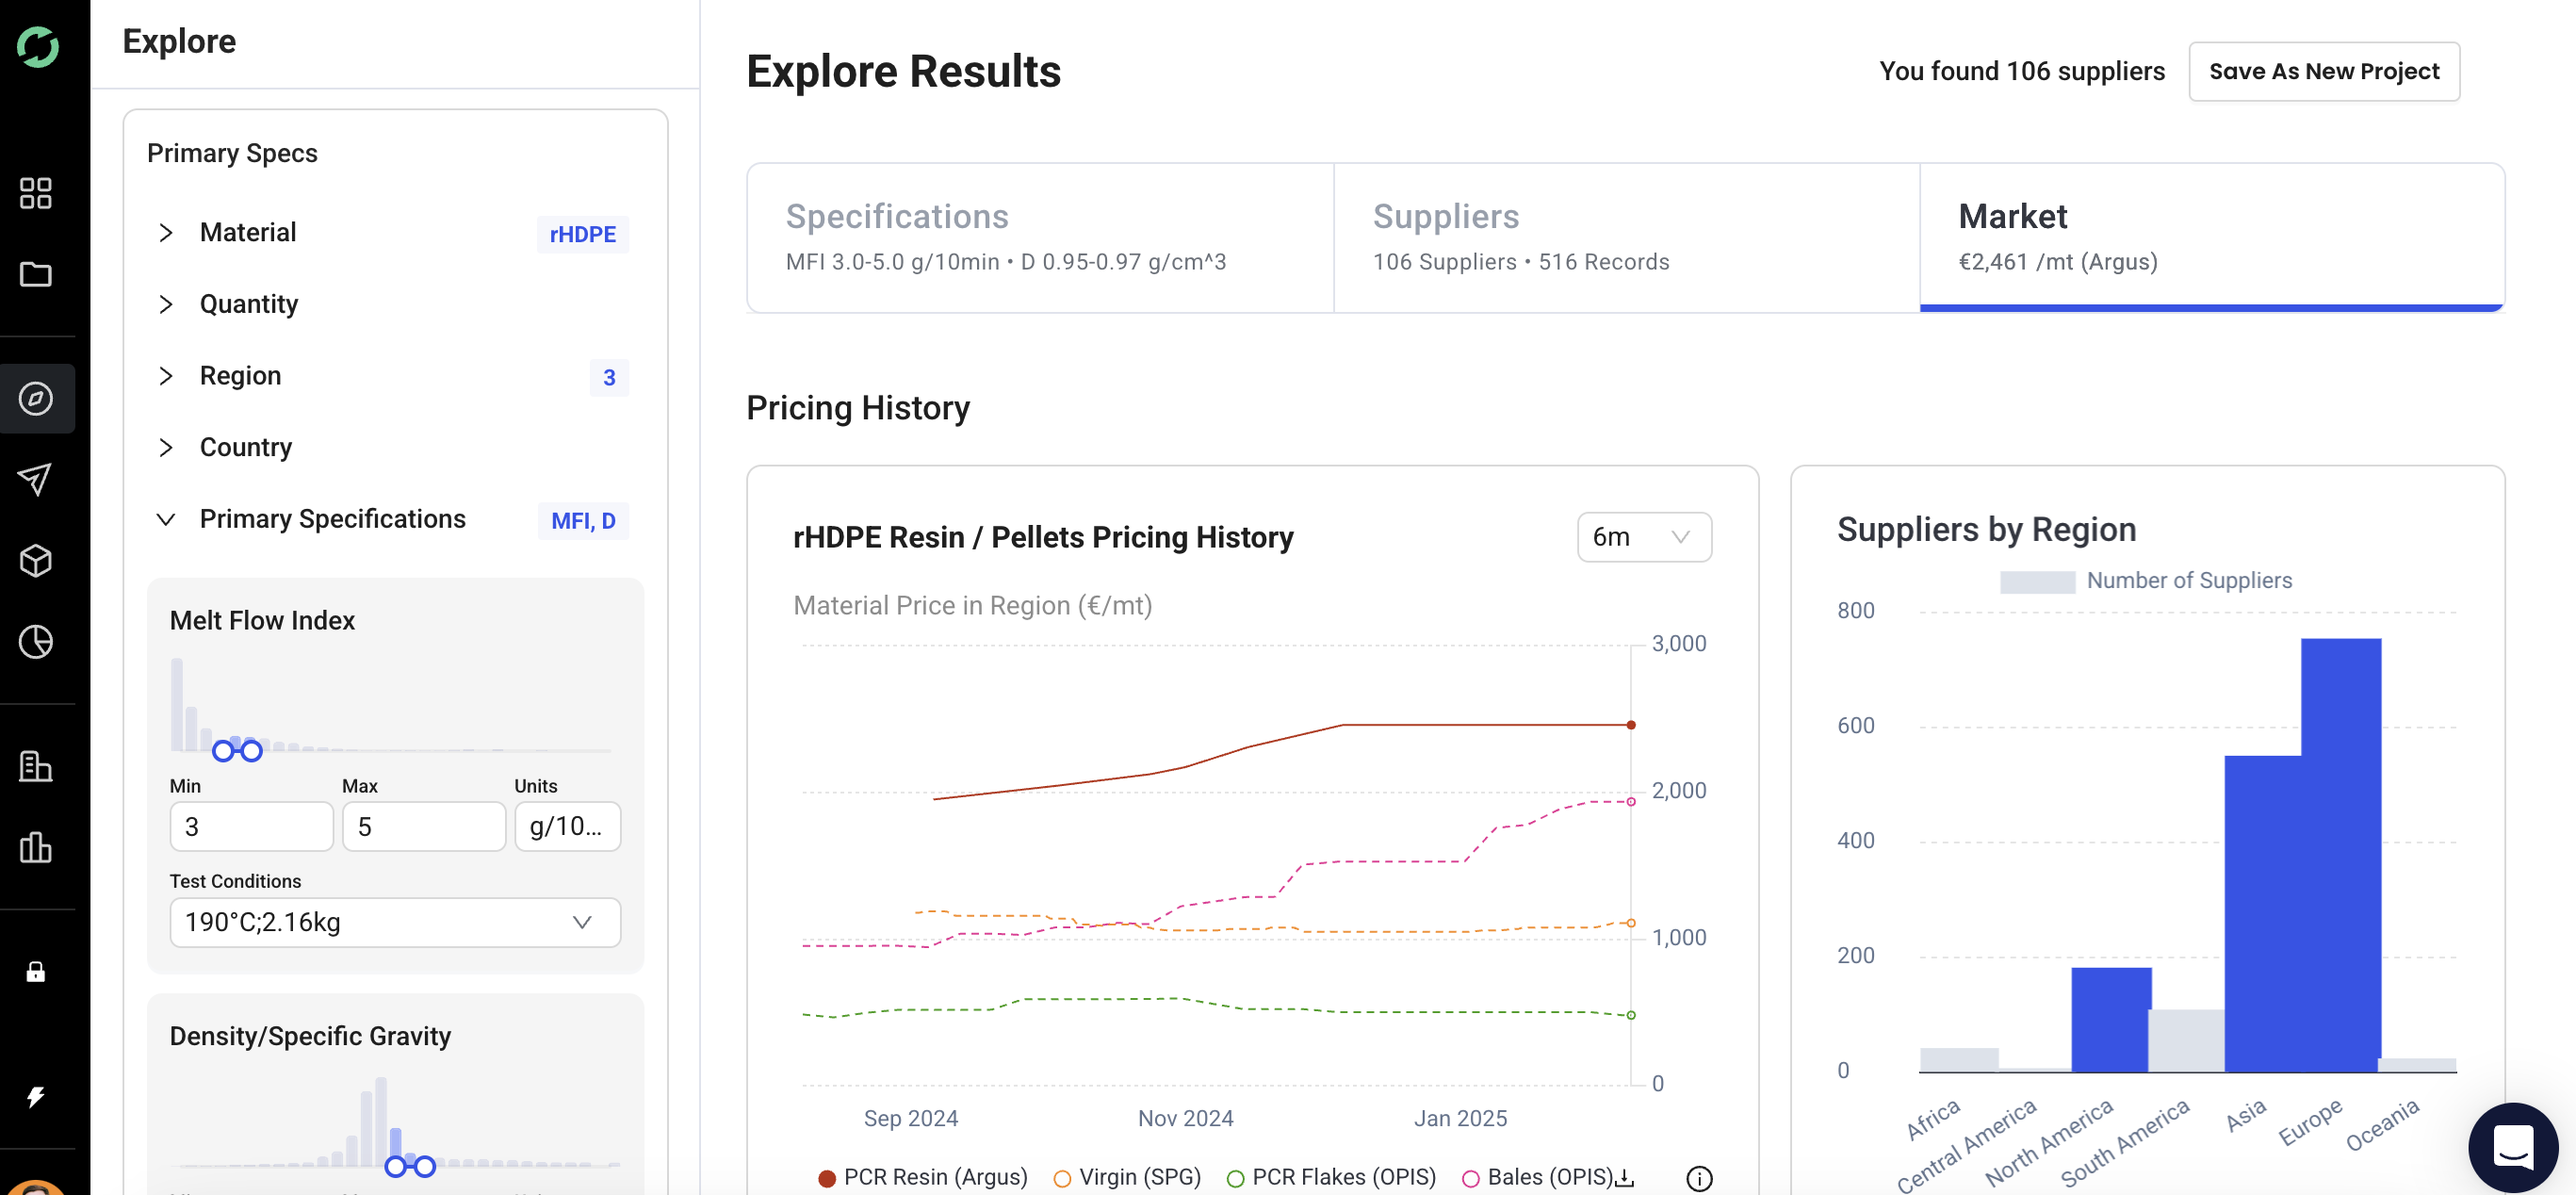 Explore
Primary Specs
Material rHDPE
Quantity
Region 3
Country
Primary Specifications MFI, D
Melt Flow Index
Min Max Units
3 5 g/10...
Test Conditions
190°C;2.16kg
Density/Specific Gravity
Explore Results
You found 106 suppliers
Save As New Project
Specifications
MFI 3.0-5.0 g/10min • D 0.95-0.97 g/cm^3
Suppliers
106 Suppliers • 516 Records
Market
€2,461 /mt (Argus)
Pricing History
rHDPE Resin / Pellets Pricing History
6m
Material Price in Region (€/mt)
3,000
2,000
1,000
0
Sep 2024 Nov 2024 Jan 2025
PCR Resin (Argus) Virgin (SPG) PCR Flakes (OPIS) Bales (OPIS)
Suppliers by Region
Number of Suppliers
800
600
400
200
0
Africa
Central America
North America
South America
Asia
Europe
Oceania